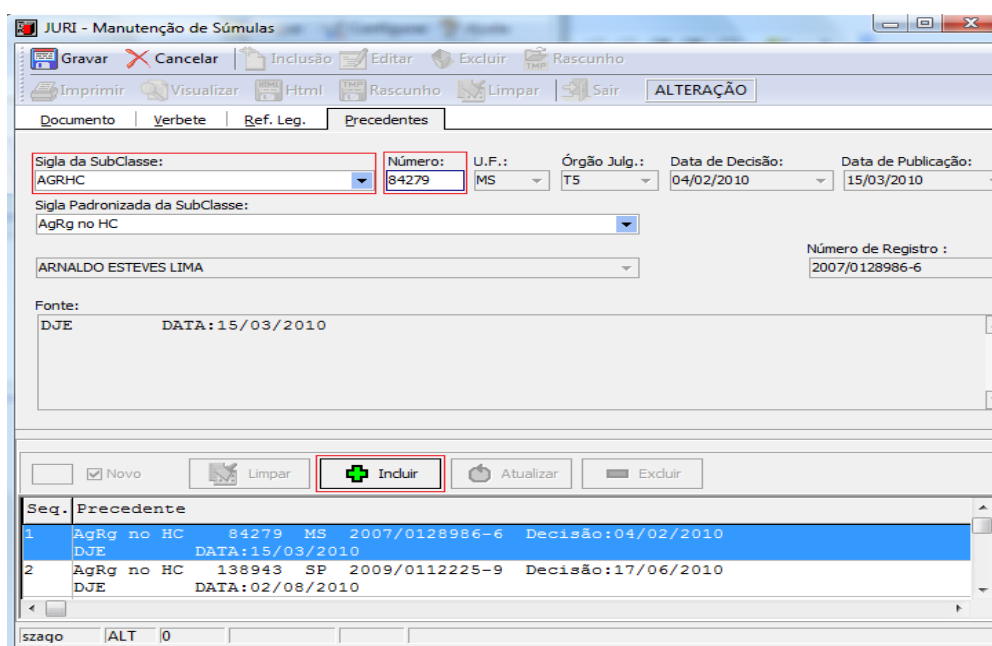 JURI - Manutenção de Súmulas
Gravar Cancelar Inclusão Editar Excluir Rascunho
Imprimir Visualizar Html Rascunho Limpar Sair ALTERAÇÃO
Documento Verbete Ref. Leg. Precedentes
Sigla da SubClasse: Número: U.F.: Órgão Julg.: Data de Decisão: Data de Publicação:
AGRHC 84279 MS T5 04/02/2010 15/03/2010
Sigla Padronizada da SubClasse:
AgRg no HC
Número de Registro :
ARNALDO ESTEVES LIMA 2007/0128986-6
Fonte:
DJE DATA:15/03/2010
Novo Limpar Incluir Atualizar Excluir
Seq. Precedente
1 AgRg no HC 84279 MS 2007/0128986-6 Decisão:04/02/2010
DJE DATA:15/03/2010
2 AgRg no HC 138943 SP 2009/0112225-9 Decisão:17/06/2010
DJE DATA:02/08/2010
szago ALT 0